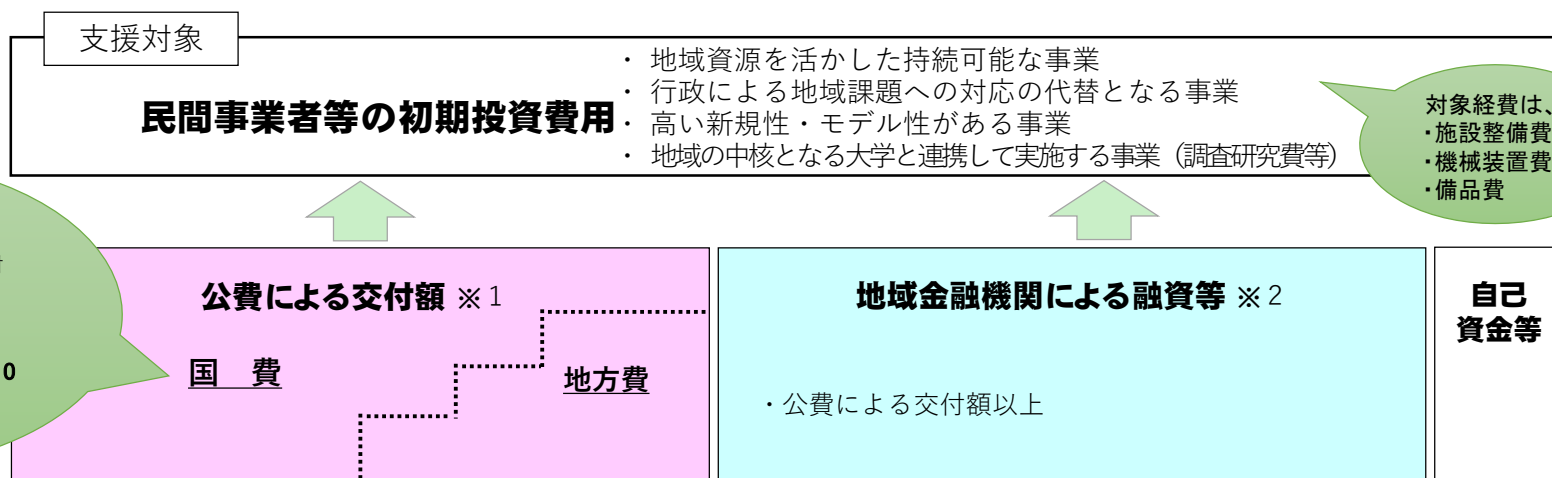 支援対象
民間事業者等の初期投資費用
・ 地域資源を活かした持続可能な事業
・ 行政による地域課題への対応の代替となる事業
・ 高い新規性・モデル性がある事業
・ 地域の中核となる大学と連携して実施する事業（調査研究費等）
対象経費は、
・施設整備費
・機械装置費
・備品費
0
公費による交付額 ※1
国 費
地方費
地域金融機関による融資等 ※2
・公費による交付額以上
自己
資金等